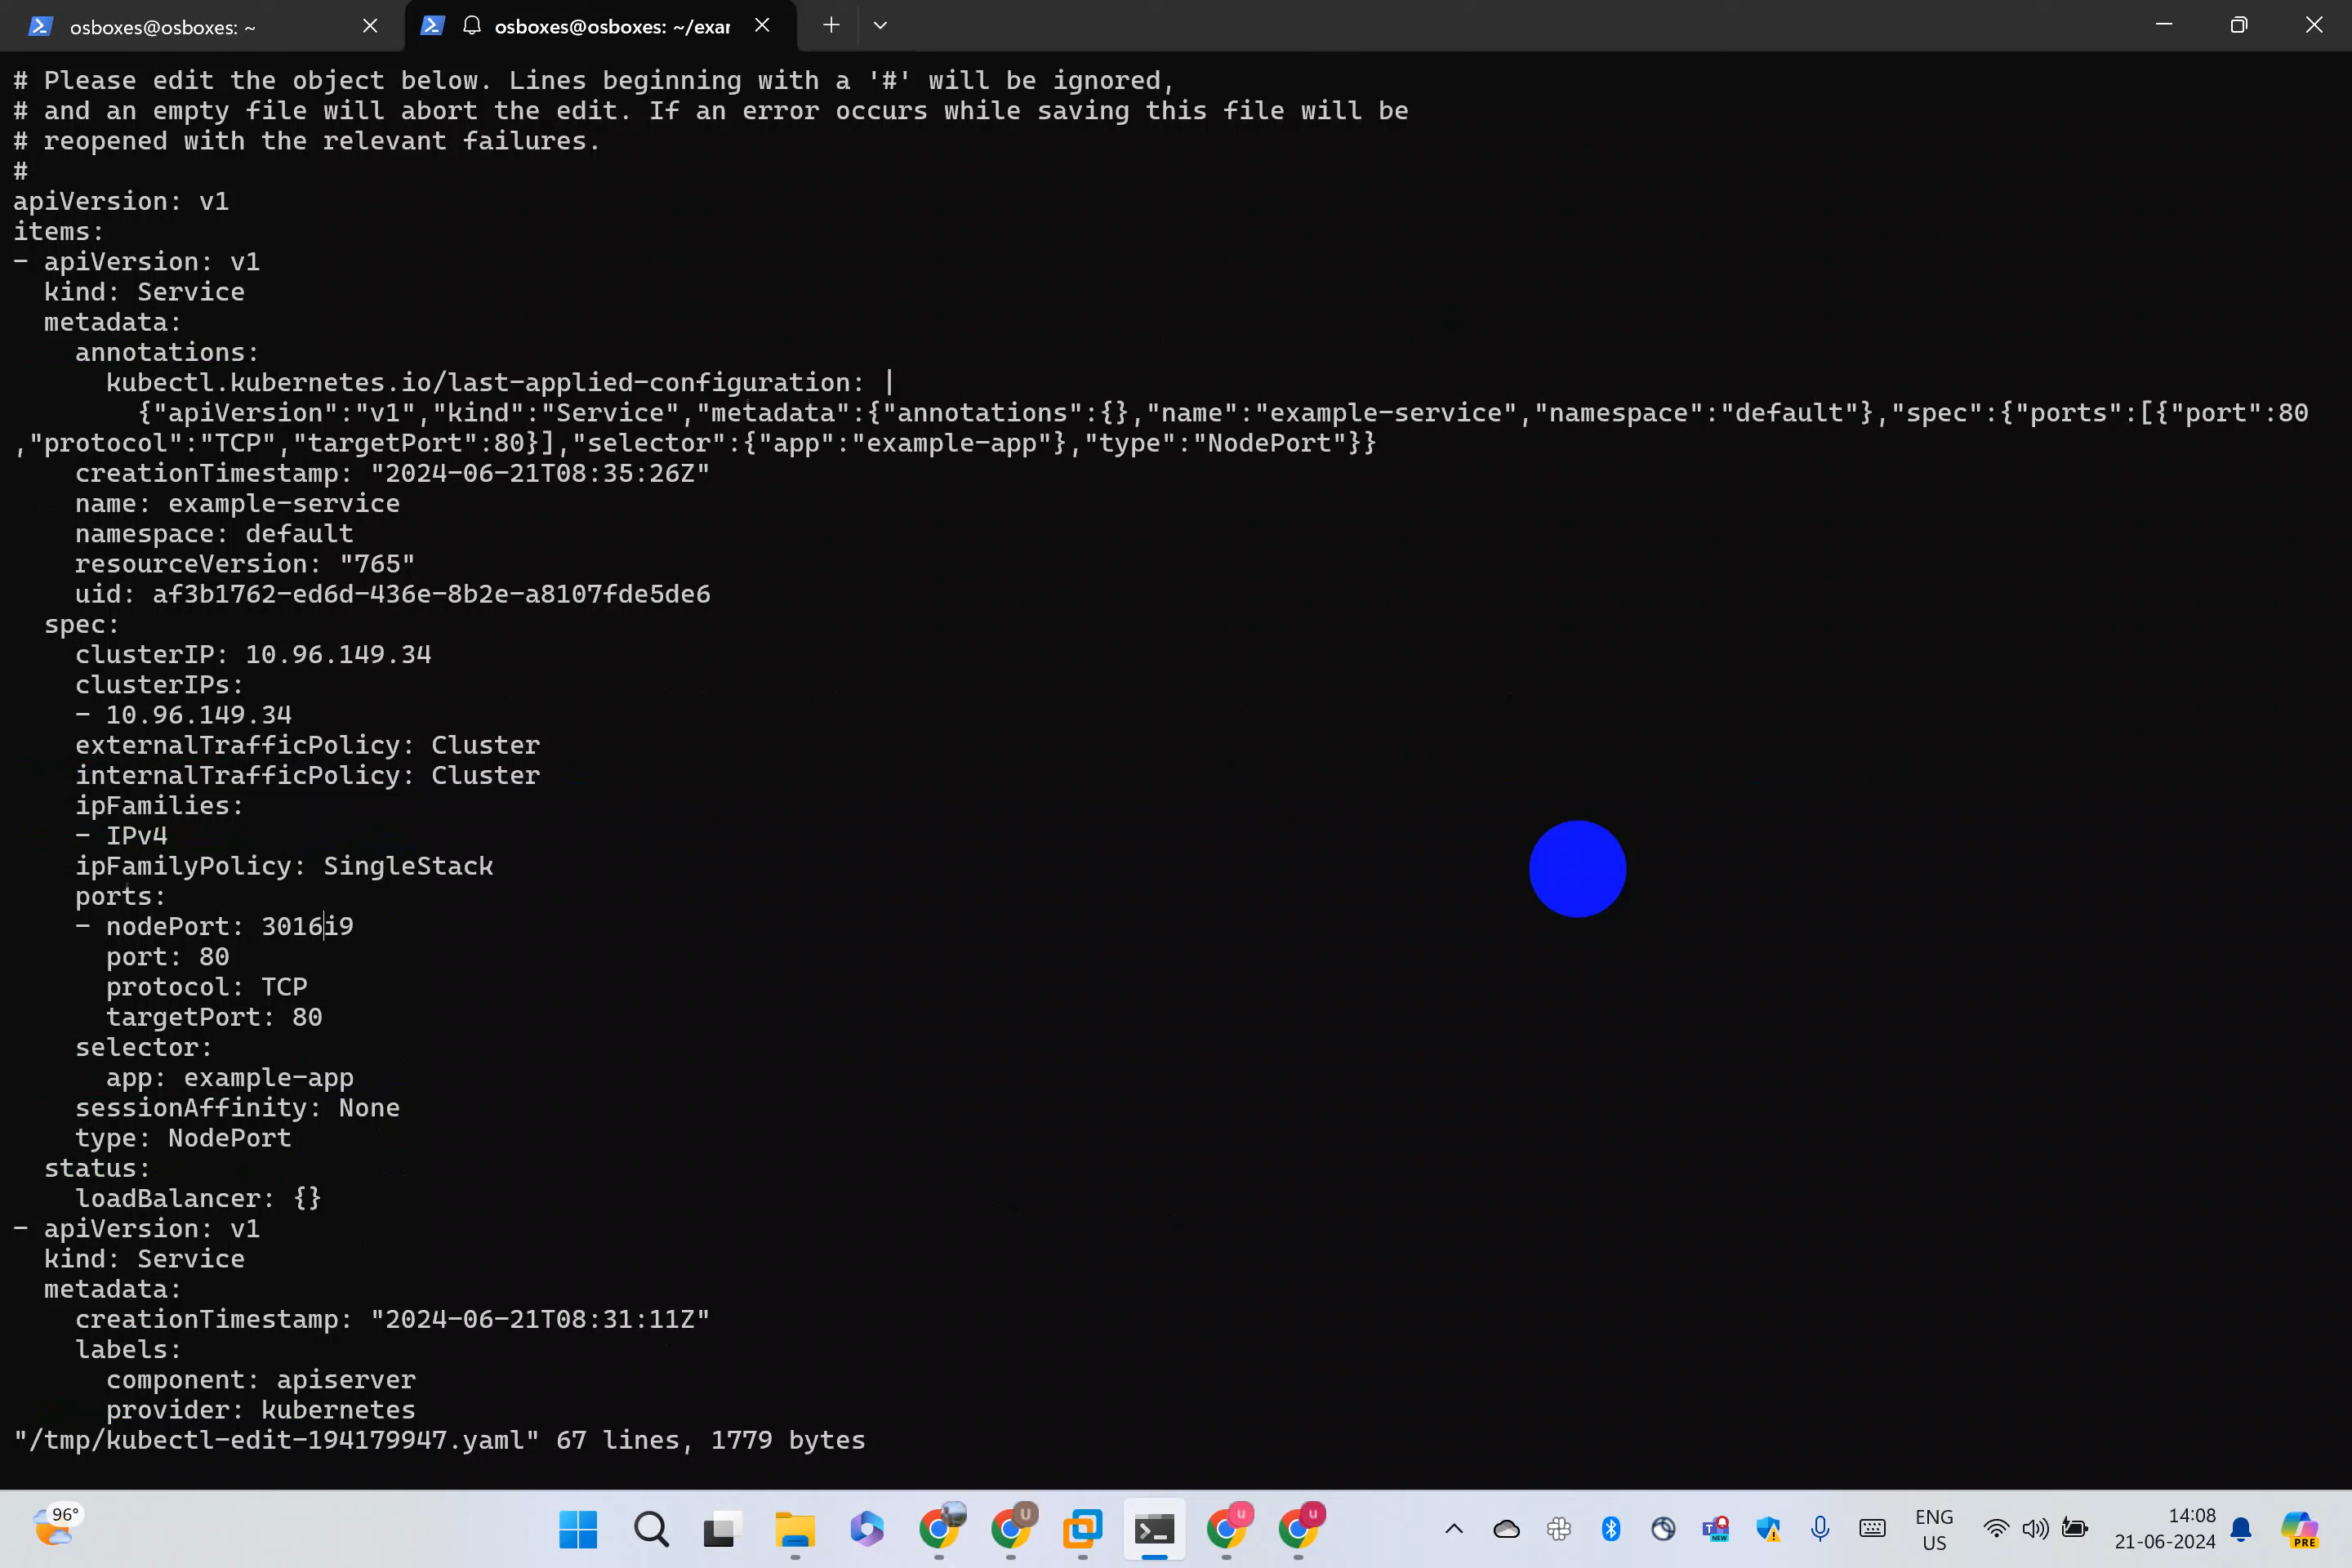 osboxes@osboxes: ~
osboxes@osboxes: ~/exar
# Please edit the object below. Lines beginning with a '#' will be ignored,
# and an empty file will abort the edit. If an error occurs while saving this file will be
# reopened with the relevant failures.
#
apiVersion: v1
items:
- apiVersion: v1
  kind: Service
  metadata:
    annotations:
      kubectl.kubernetes.io/last-applied-configuration: |
        {"apiVersion":"v1","kind":"Service","metadata":{"annotations":{},"name":"example-service","namespace":"default"},"spec":{"ports":[{"port":80
,"protocol":"TCP","targetPort":80}],"selector":{"app":"example-app"},"type":"NodePort"}}
    creationTimestamp: "2024-06-21T08:35:26Z"
    name: example-service
    namespace: default
    resourceVersion: "765"
    uid: af3b1762-ed6d-436e-8b2e-a8107fde5de6
  spec:
    clusterIP: 10.96.149.34
    clusterIPs:
    - 10.96.149.34
    externalTrafficPolicy: Cluster
    internalTrafficPolicy: Cluster
    ipFamilies:
    - IPv4
    ipFamilyPolicy: SingleStack
    ports:
    - nodePort: 3016i9
      port: 80
      protocol: TCP
      targetPort: 80
    selector:
      app: example-app
    sessionAffinity: None
    type: NodePort
  status:
    loadBalancer: {}
- apiVersion: v1
  kind: Service
  metadata:
    creationTimestamp: "2024-06-21T08:31:11Z"
    labels:
      component: apiserver
      provider: kubernetes
"/tmp/kubectl-edit-194179947.yaml" 67 lines, 1779 bytes
96°
U
u
u
NEW
ENG
US
14:08
21-06-2024
PRE